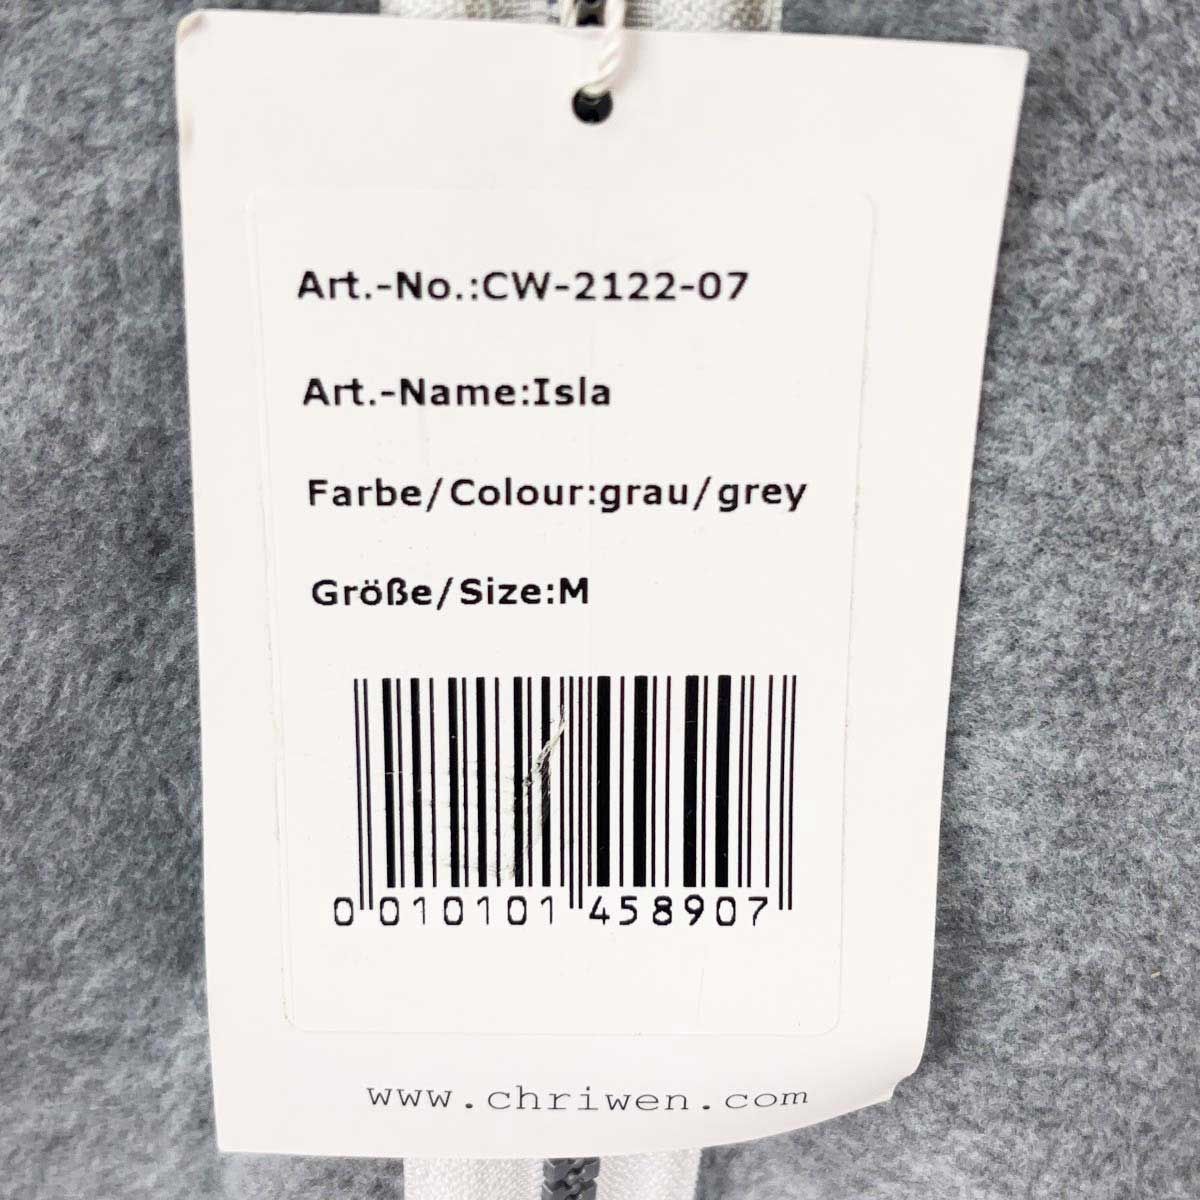 Art.-No.:CW-2122-07
Art.-Name:Isla
Farbe/Colour:grau/grey
Größe/Size:M
0 010101 458907
www.chriwen.com